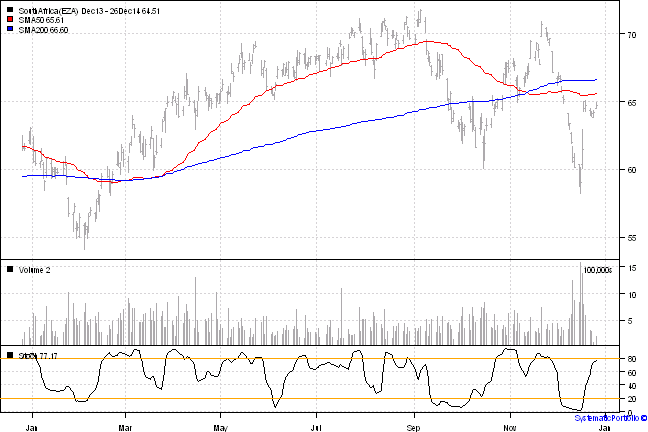 SouthAfrica(EZA) Dec13 - 26Dec14 64.51
SMA50 65.61
SMA200 66.60
70
65
60
55
Volume 2
100,000s
15
10
5
77.17
80
60
40
20
0
Jan Mar May Jul Sep Nov Jan
SystematicPortfolio ©